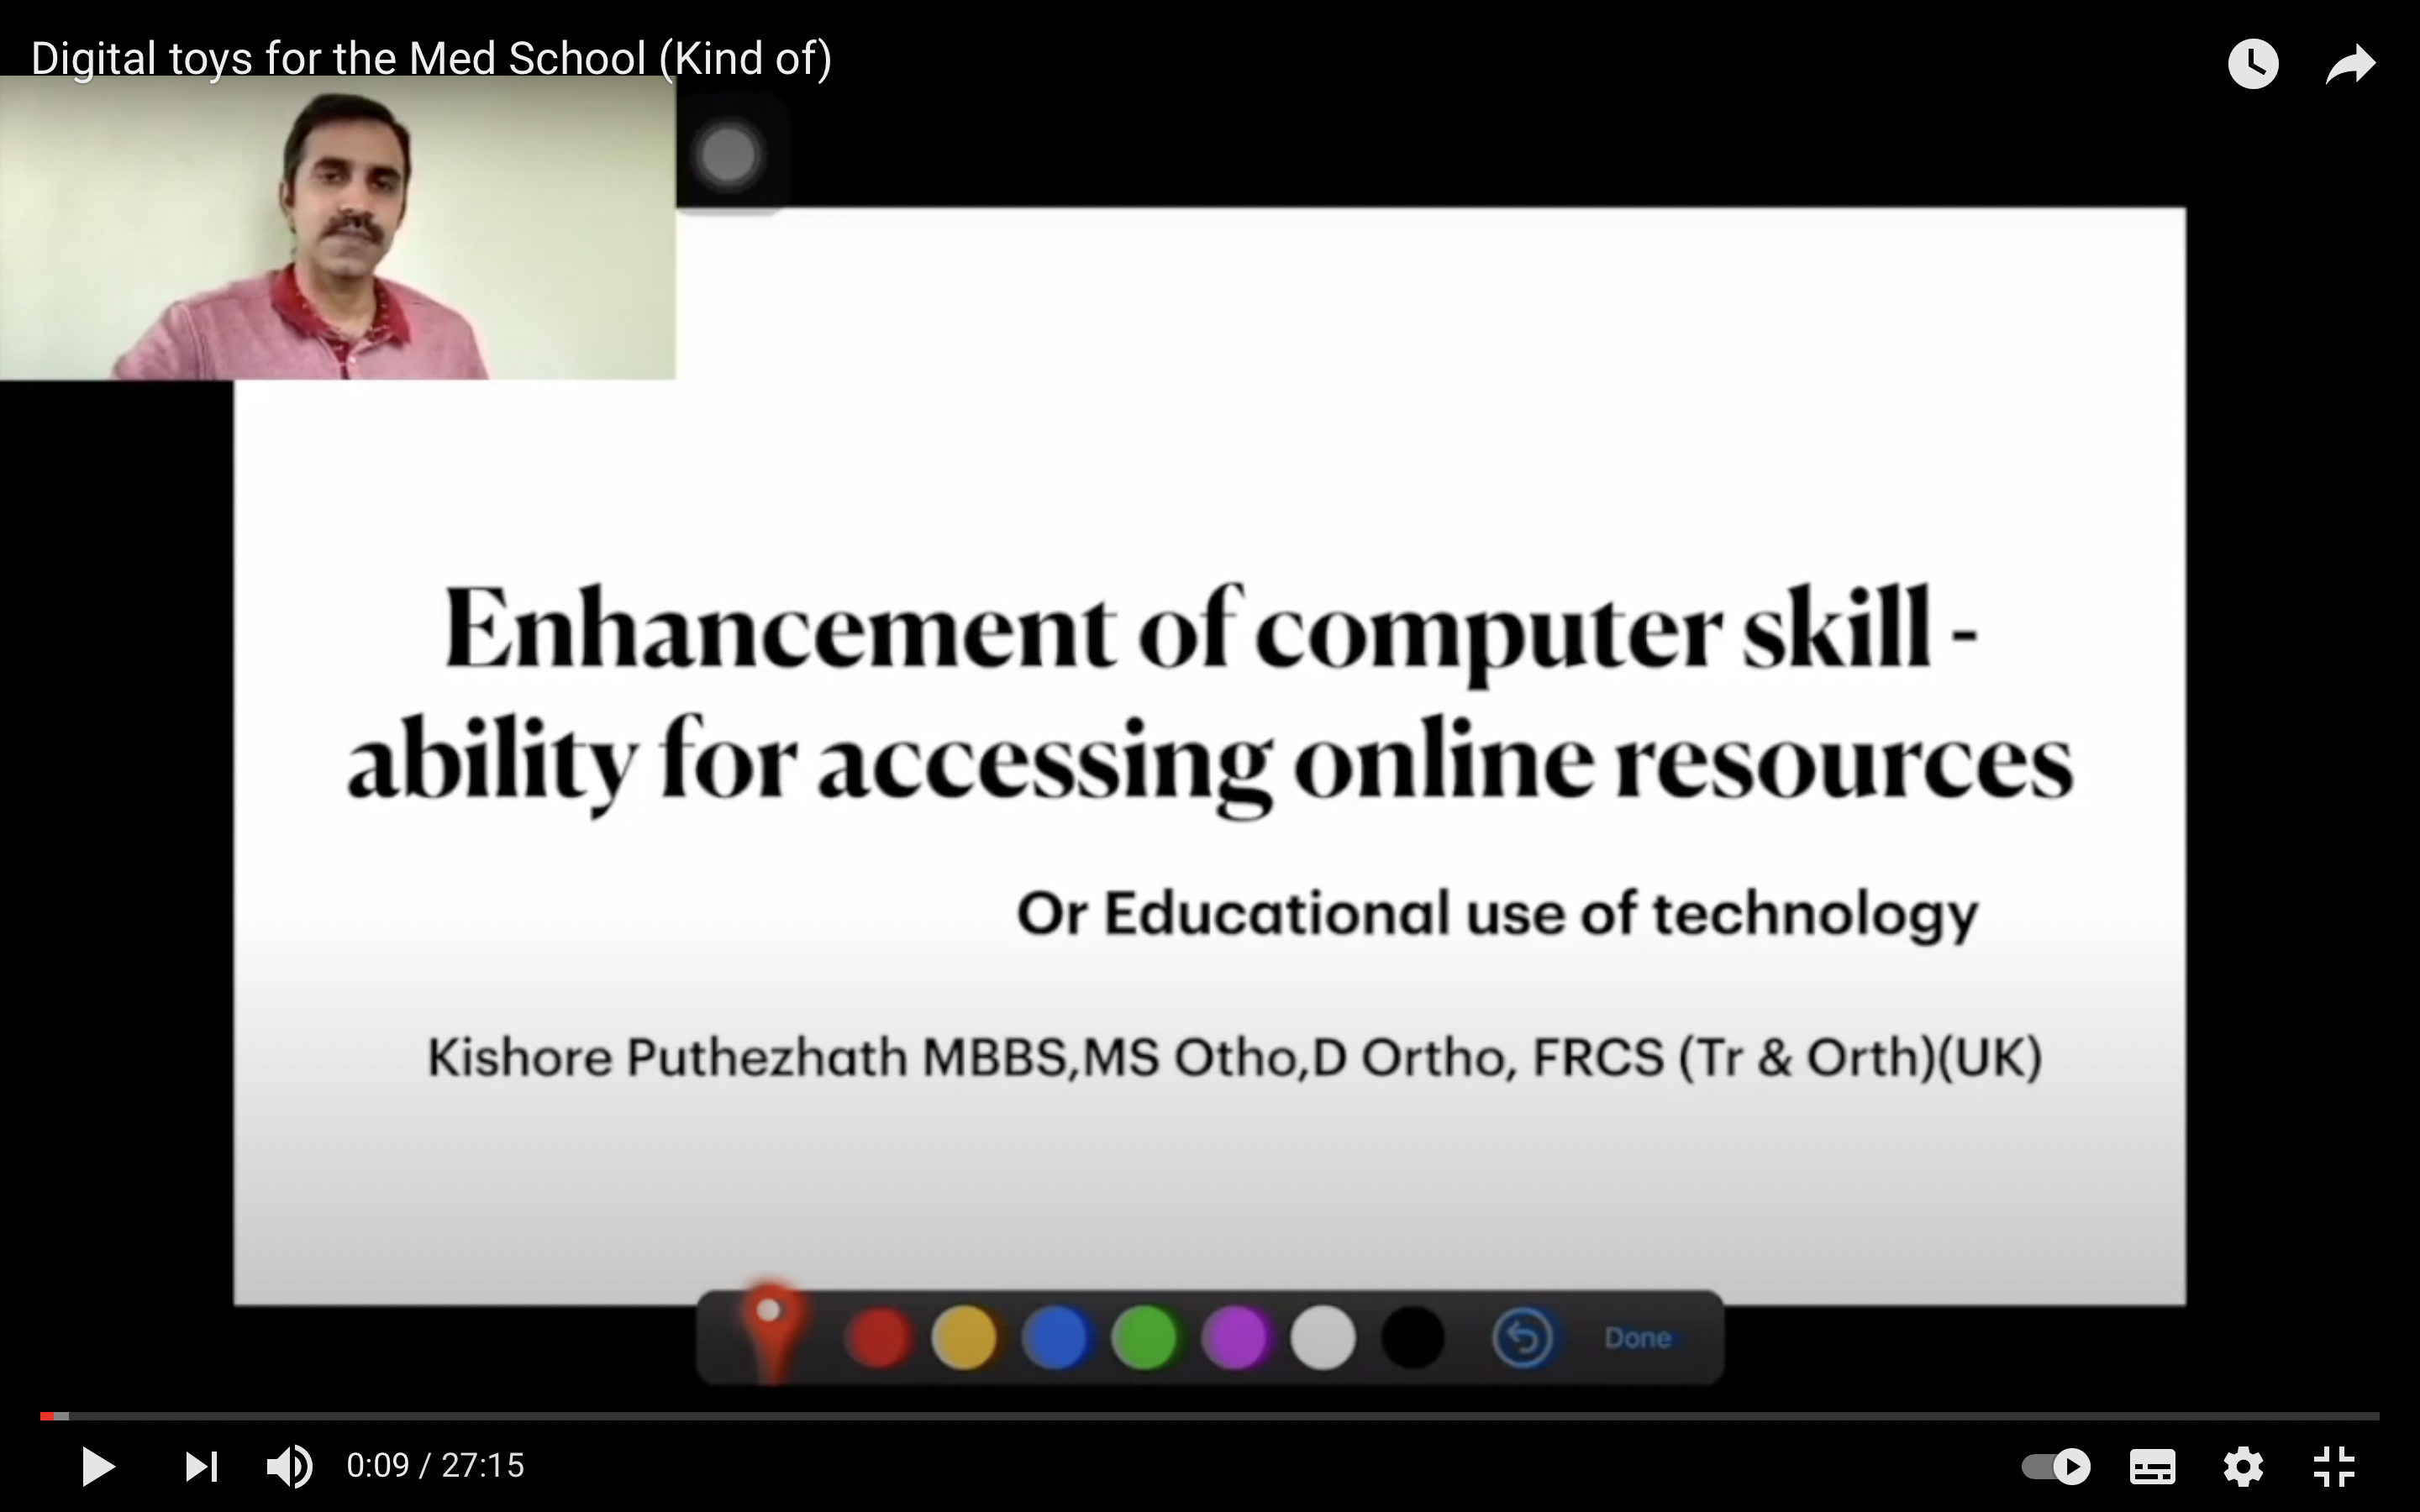 Digital toys for the Med School (Kind of)
Enhancement of computer skill -
ability for accessing online resources
Or Educational use of technology
Kishore Puthezhath MBBS,MS Otho,D Ortho, FRCS (Tr & Orth)(UK)
Done
0:09 / 27:15